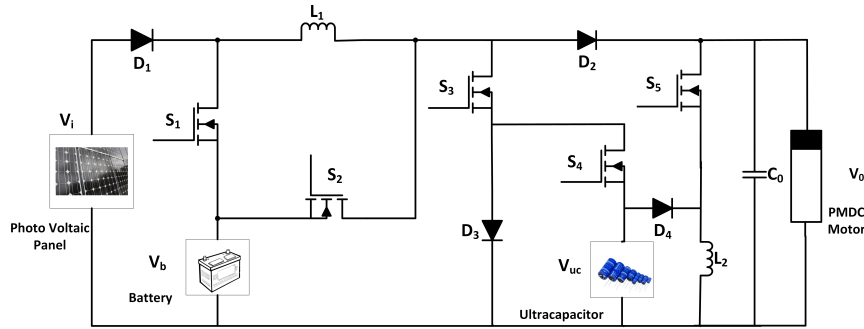 L1
D1
D2
S3
S5
Vi
S1
S4
S2
C0
V0
Photo Voltaic
Panel
D3
D4
PMDC
Motor
Vb
Vuc
L2
Battery
Ultracapacitor